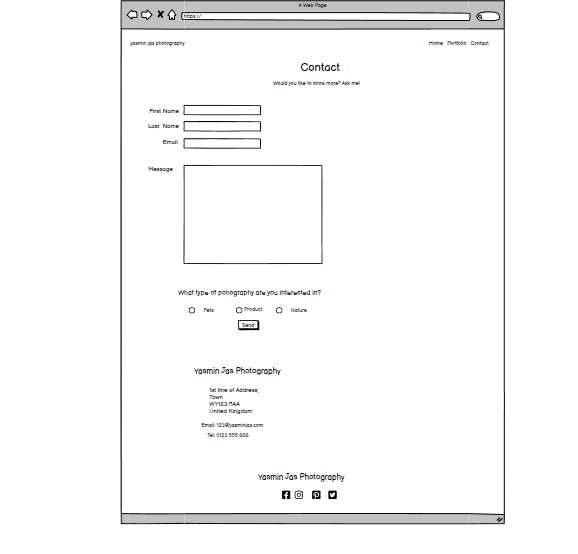 A Web Page
https://
yasmin jas photography
Home Portfolio Contact
Contact
Would you like to know more? Ask me!
First Name
Last Name
Email
Message
What type of pohography are you interested in?
Pets Product Nature
Send
Yasmin Jas Photography
1st line of Address,
Town
WY123 RAA
United Kingdom
Email: 123@yasminjas.com
Tel: 0123 555 666
Yasmin Jas Photography